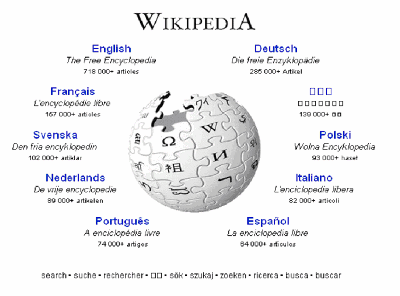 WIKIPEDIA
English
The Free Encyclopedia
718 000+ articles
Deutsch
Die freie Enzyklopädie
285 000+ Artikel
Français
L'encyclopédie libre
167 000+ articles
139 000+
Svenska
Den fria encyklopedin
102 000+ artiklar
Polski
Wolna Encyklopedia
93 000+ haseł
Nederlands
De vrije encyclopedie
89 000+ artikelen
Italiano
L'enciclopedia libera
82 000+ articoli
Português
A enciclopédia livre
74 000+ artigos
Español
La enciclopedia libre
64 000+ artículos
search • suche • rechercher • • sök • szukaj • zoeken • ricerca • busca • buscar